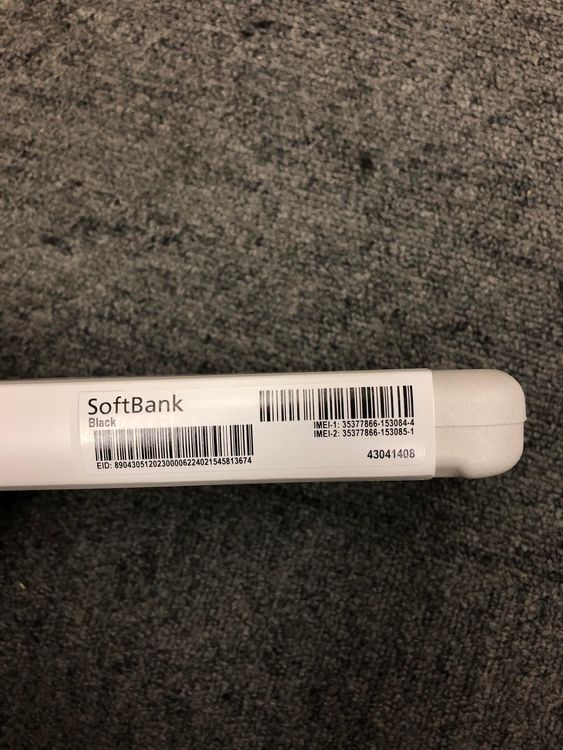 SoftBank
Black
EID: 89043051202300006224021545813674
IMEI-1: 35377866-153084-4
IMEI-2: 35377866-153085-1
43041408